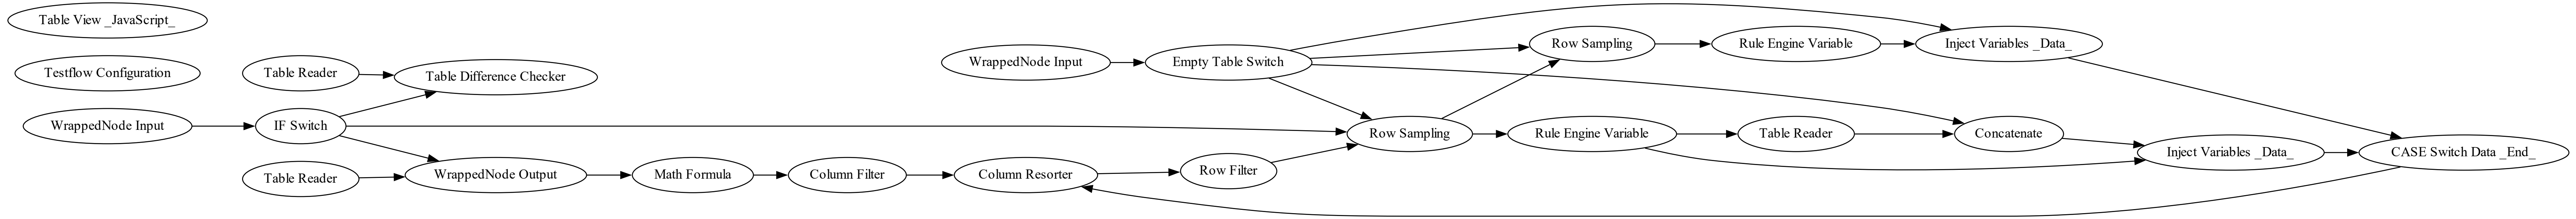 Table View _JavaScript_
Testflow Configuration
WrappedNode Input
Table Reader
IF Switch
Table Reader
Table Difference Checker
WrappedNode Output
Math Formula
Column Filter
WrappedNode Input
Column Resorter
Empty Table Switch
Row Filter
Row Sampling
Row Sampling
Rule Engine Variable
Rule Engine Variable
Table Reader
Inject Variables _Data_
Concatenate
Inject Variables _Data_
CASE Switch Data _End_